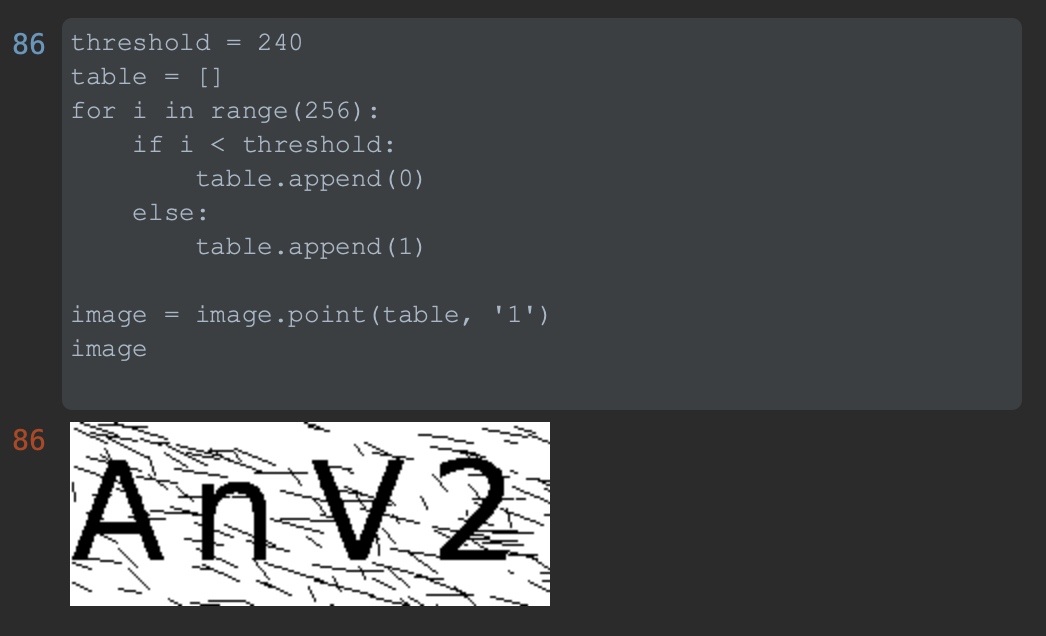 86
threshold = 240
table = []
for i in range(256):
    if i < threshold:
        table.append(0)
    else:
        table.append(1)

image = image.point(table, '1')
image
86
AnV2